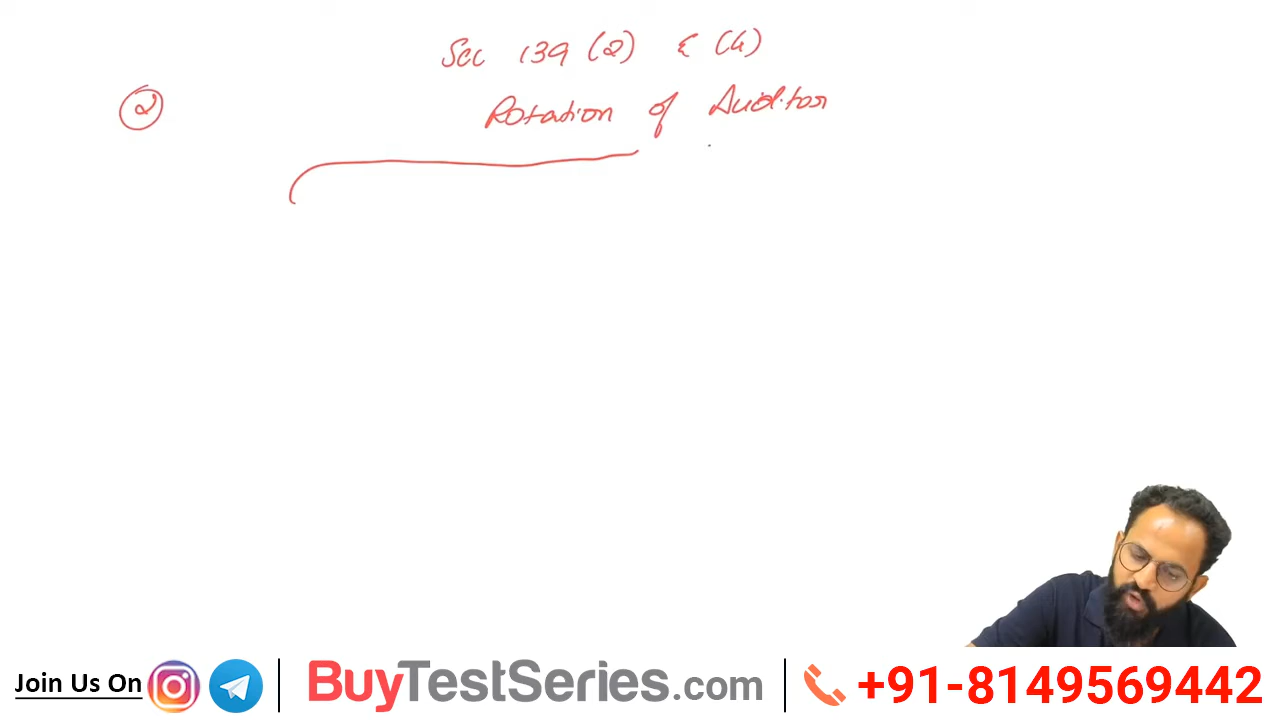 Sec 139 (2) & (4)
② Rotation of Auditor
Join Us On BuyTestSeries.com +91-8149569442